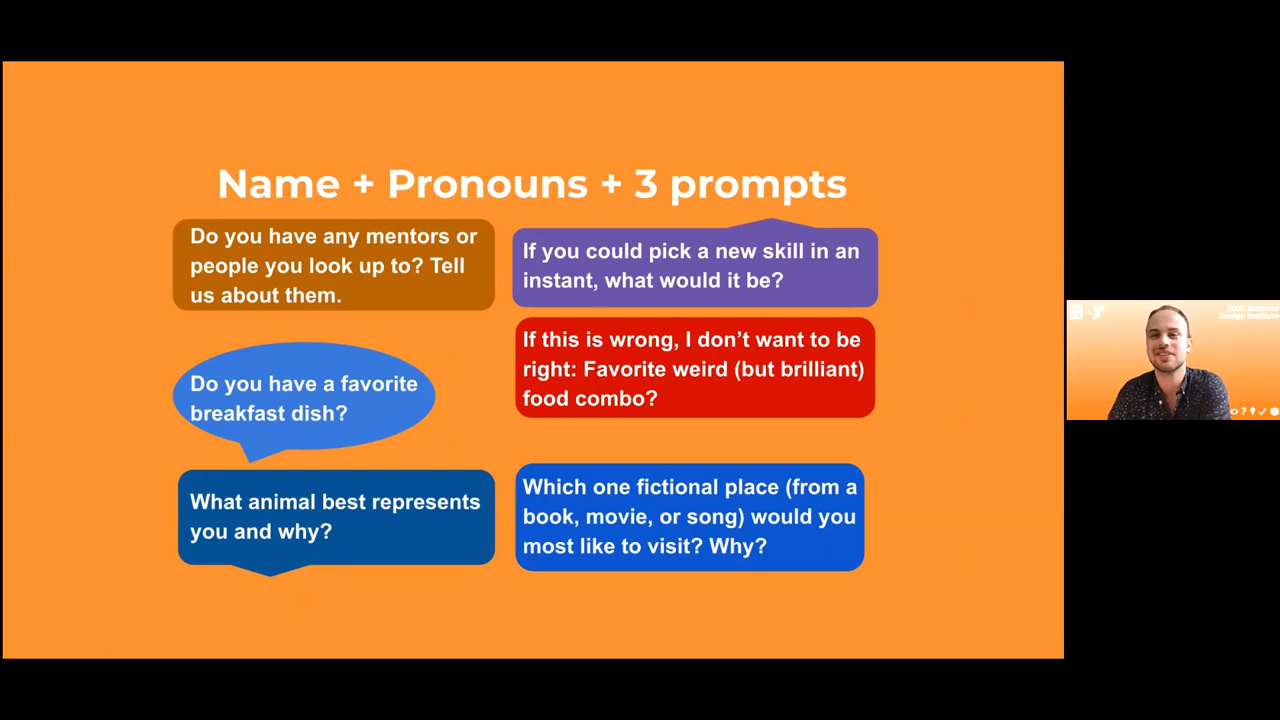 Name + Pronouns + 3 prompts
Do you have any mentors or
people you look up to? Tell
us about them.
If you could pick a new skill in an
instant, what would it be?
If this is wrong, I don’t want to be
right: Favorite weird (but brilliant)
food combo?
Do you have a favorite
breakfast dish?
What animal best represents
you and why?
Which one fictional place (from a
book, movie, or song) would you
most like to visit? Why?
2021 Summer
Design Institute